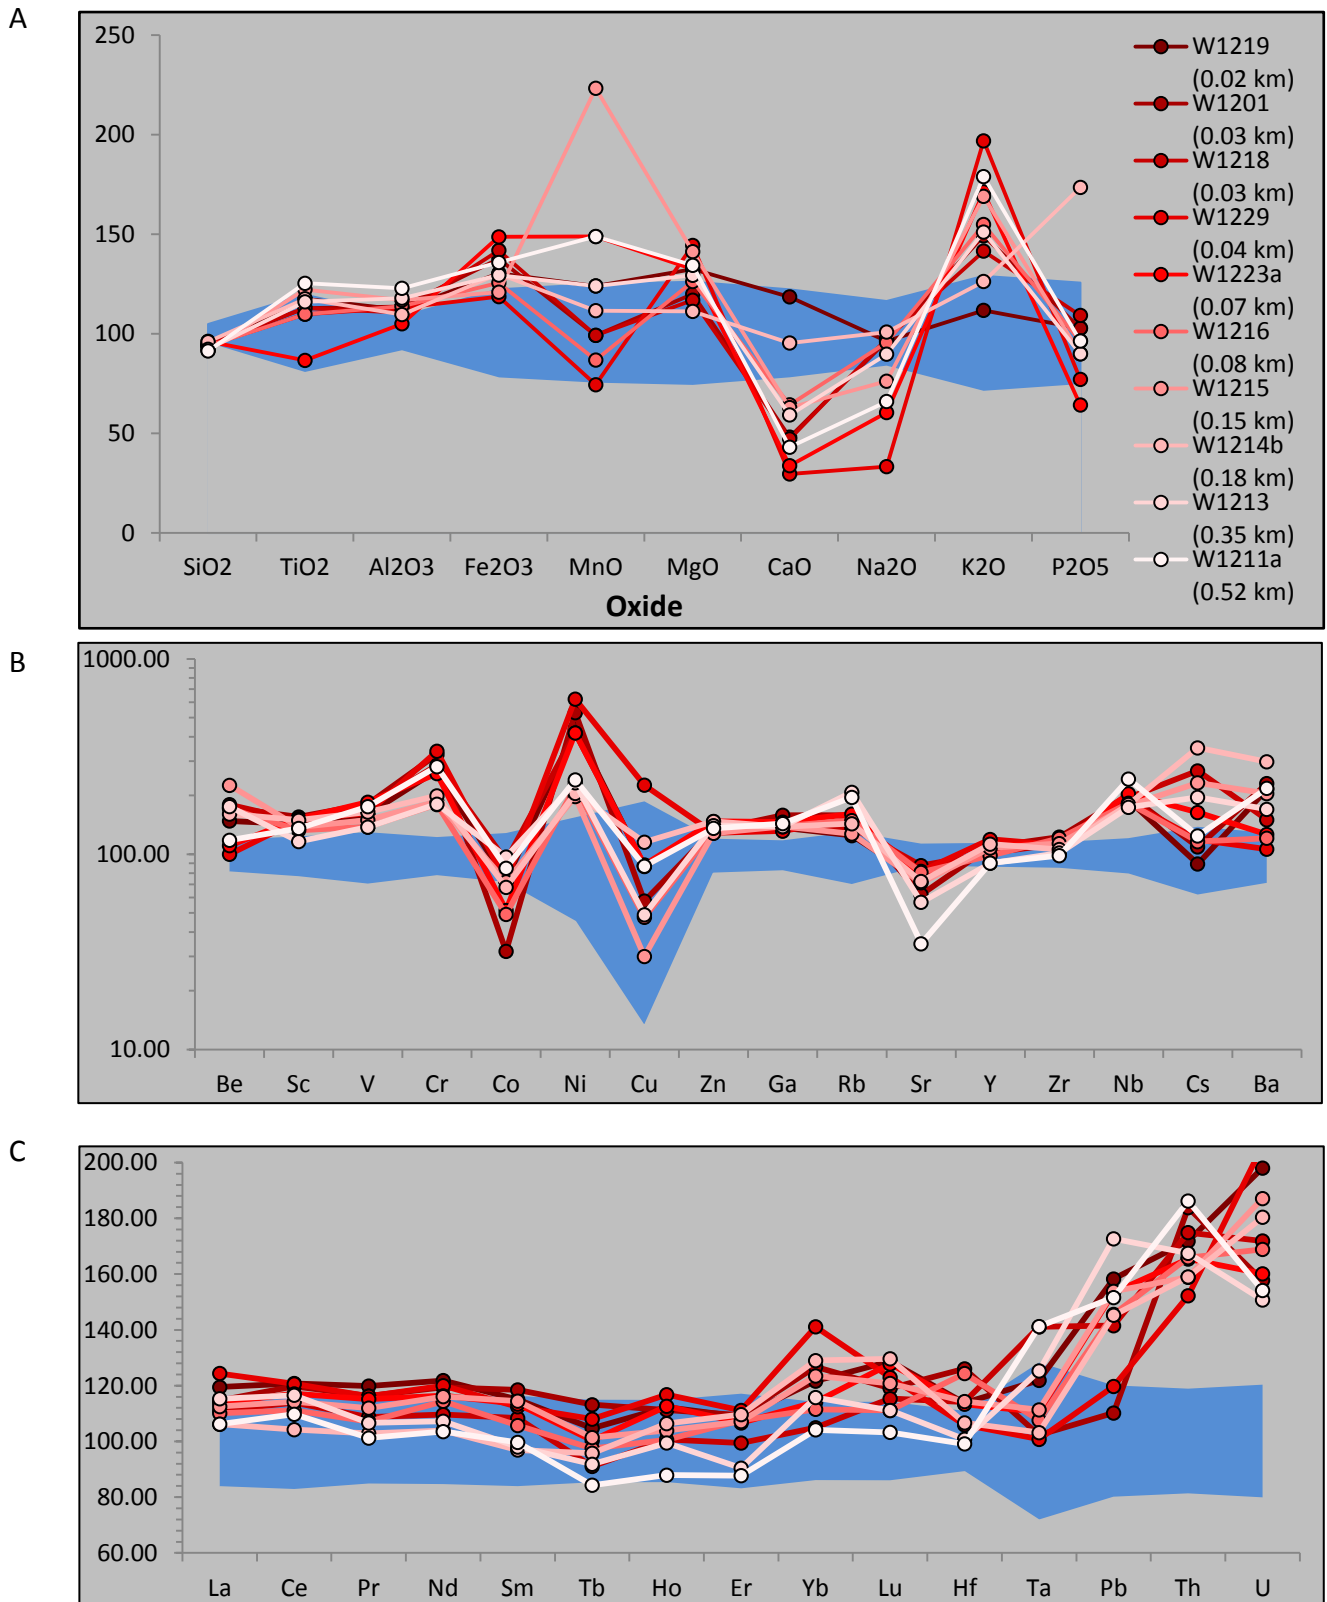 A
250
200
150
100
50
0
SiO2 TiO2 Al2O3 Fe2O3 MnO MgO CaO Na2O K2O P2O5
Oxide
W1219
(0.02 km)
W1201
(0.03 km)
W1218
(0.03 km)
W1229
(0.04 km)
W1223a
(0.07 km)
W1216
(0.08 km)
W1215
(0.15 km)
W1214b
(0.18 km)
W1213
(0.35 km)
W1211a
(0.52 km)
B
1000.00
100.00
10.00
Be Sc V Cr Co Ni Cu Zn Ga Rb Sr Y Zr Nb Cs Ba
C
200.00
180.00
160.00
140.00
120.00
100.00
80.00
60.00
La Ce Pr Nd Sm Tb Ho Er Yb Lu Hf Ta Pb Th U